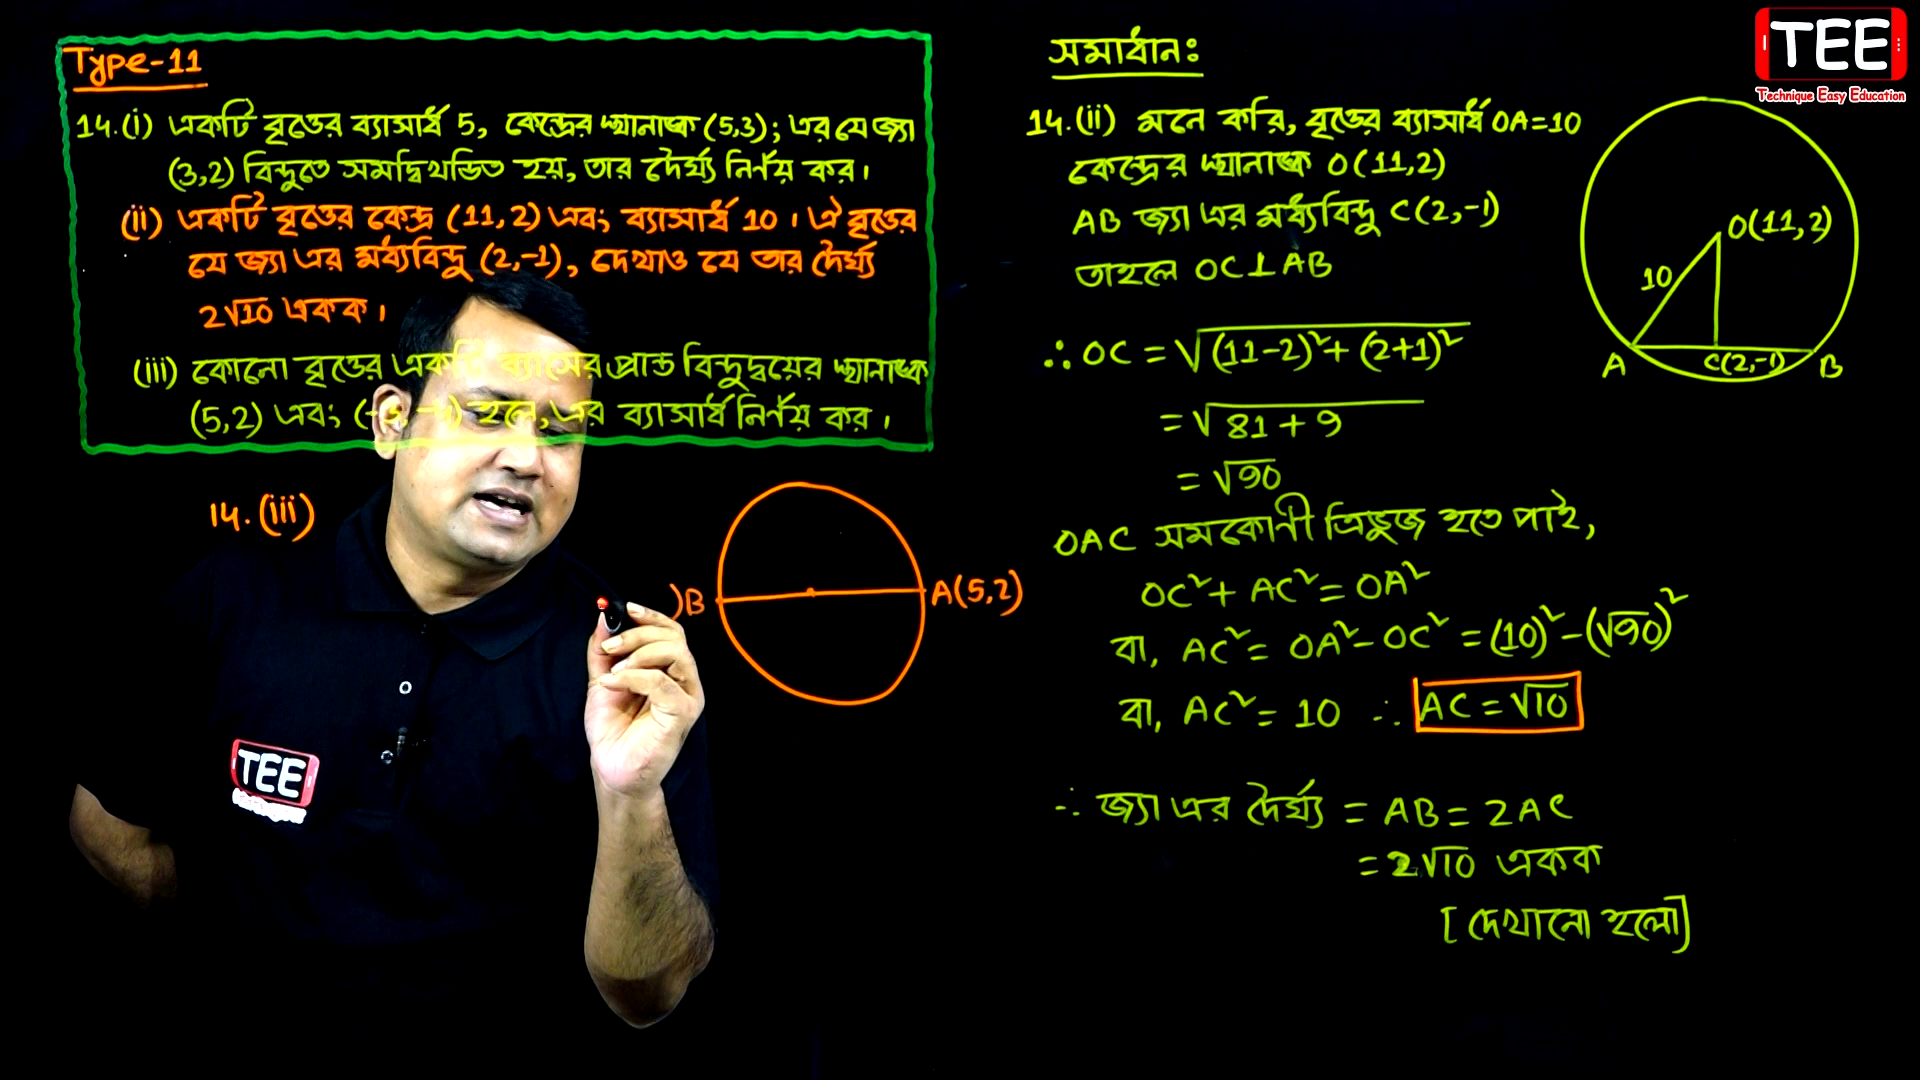 Type-11
14.(i) একটি বৃত্তের ব্যাসার্ধ 5, কেন্দ্রের স্থানাঙ্ক (5,3); এর যে জ্যা
(3,2) বিন্দুতে সমদ্বিখন্ডিত হয়, তার দৈর্ঘ্য নির্ণয় কর।
(ii) একটি বৃত্তের কেন্দ্র (11,2) এবং ব্যাসার্ধ 10। ঐ বৃত্তের
যে জ্যা এর মধ্যবিন্দু (2,-1), দেখাও যে তার দৈর্ঘ্য
2√10 একক।
(iii) কোনো বৃত্তের একটি ব্যাসের প্রান্ত বিন্দুদ্বয়ের স্থানাঙ্ক
(5,2) এবং হলে, এর ব্যাসার্ধ নির্ণয় কর।
14.(iii)
)B
A(5,2)
TEE
সমাধানঃ
14.(ii) মনে করি, বৃত্তের ব্যাসার্ধ OA=10
কেন্দ্রের স্থানাঙ্ক O(11,2)
AB জ্যা এর মধ্যবিন্দু C(2,-1)
তাহলে OC⊥AB
∴ OC = √(11-2)²+(2+1)²
= √81+9
= √90
OAC সমকোনী ত্রিভুজ হতে পাই,
OC²+ AC²= OA²
বা, AC²= OA²- OC² = (10)²-(√90)²
বা, AC²= 10 ∴ AC = √10
∴ জ্যা এর দৈর্ঘ্য = AB = 2AC
= 2√10 একক
[দেখানো হলো]
TEE
Technique Easy Education
O(11,2)
10
A
C(2,-1)
B